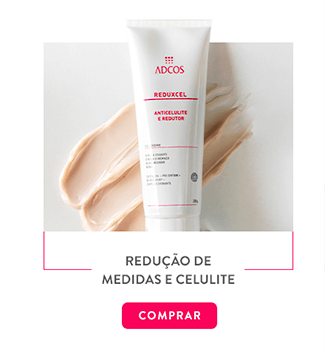 ADCOS
REDUXCEL
ANTICELULITE
E REDUTOR
REDUÇÃO DE
MEDIDAS E CELULITE
COMPRAR